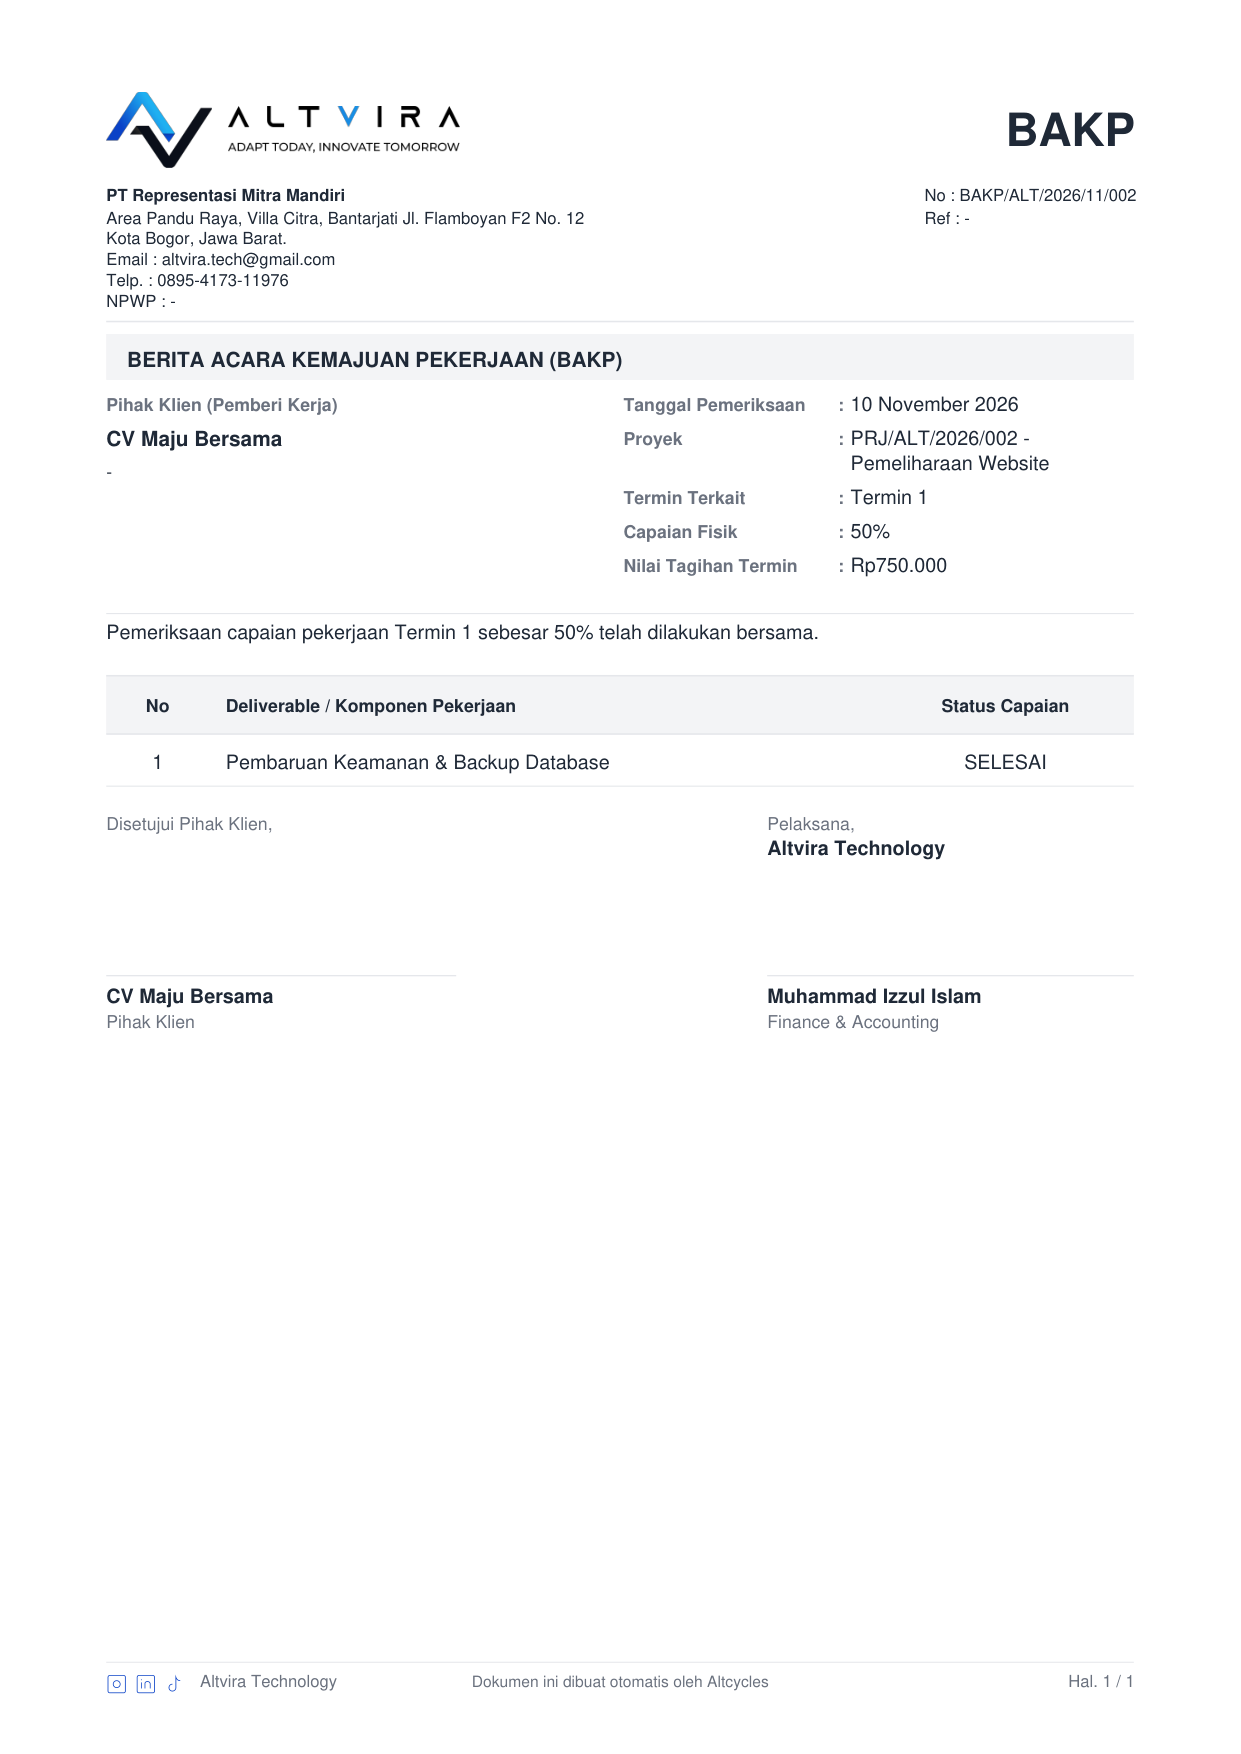 ALTVIRA
ADAPT TODAY, INNOVATE TOMORROW
BAKP
PT Representasi Mitra Mandiri
Area Pandu Raya, Villa Citra, Bantarjati Jl. Flamboyan F2 No. 12
Kota Bogor, Jawa Barat.
Email : altvira.tech@gmail.com
Telp. : 0895-4173-11976
NPWP : -
No : BAKP/ALT/2026/11/002
Ref : -
BERITA ACARA KEMAJUAN PEKERJAAN (BAKP)
Pihak Klien (Pemberi Kerja)
CV Maju Bersama
-
Tanggal Pemeriksaan : 10 November 2026
Proyek : PRJ/ALT/2026/002 -
Pemeliharaan Website
Termin Terkait : Termin 1
Capaian Fisik : 50%
Nilai Tagihan Termin : Rp750.000
Pemeriksaan capaian pekerjaan Termin 1 sebesar 50% telah dilakukan bersama.
No Deliverable / Komponen Pekerjaan Status Capaian
1 Pembaruan Keamanan & Backup Database SELESAI
Disetujui Pihak Klien,
CV Maju Bersama
Pihak Klien
Pelaksana,
Altvira Technology
Muhammad Izzul Islam
Finance & Accounting
Altvira Technology Dokumen ini dibuat otomatis oleh Altcycles Hal. 1 / 1